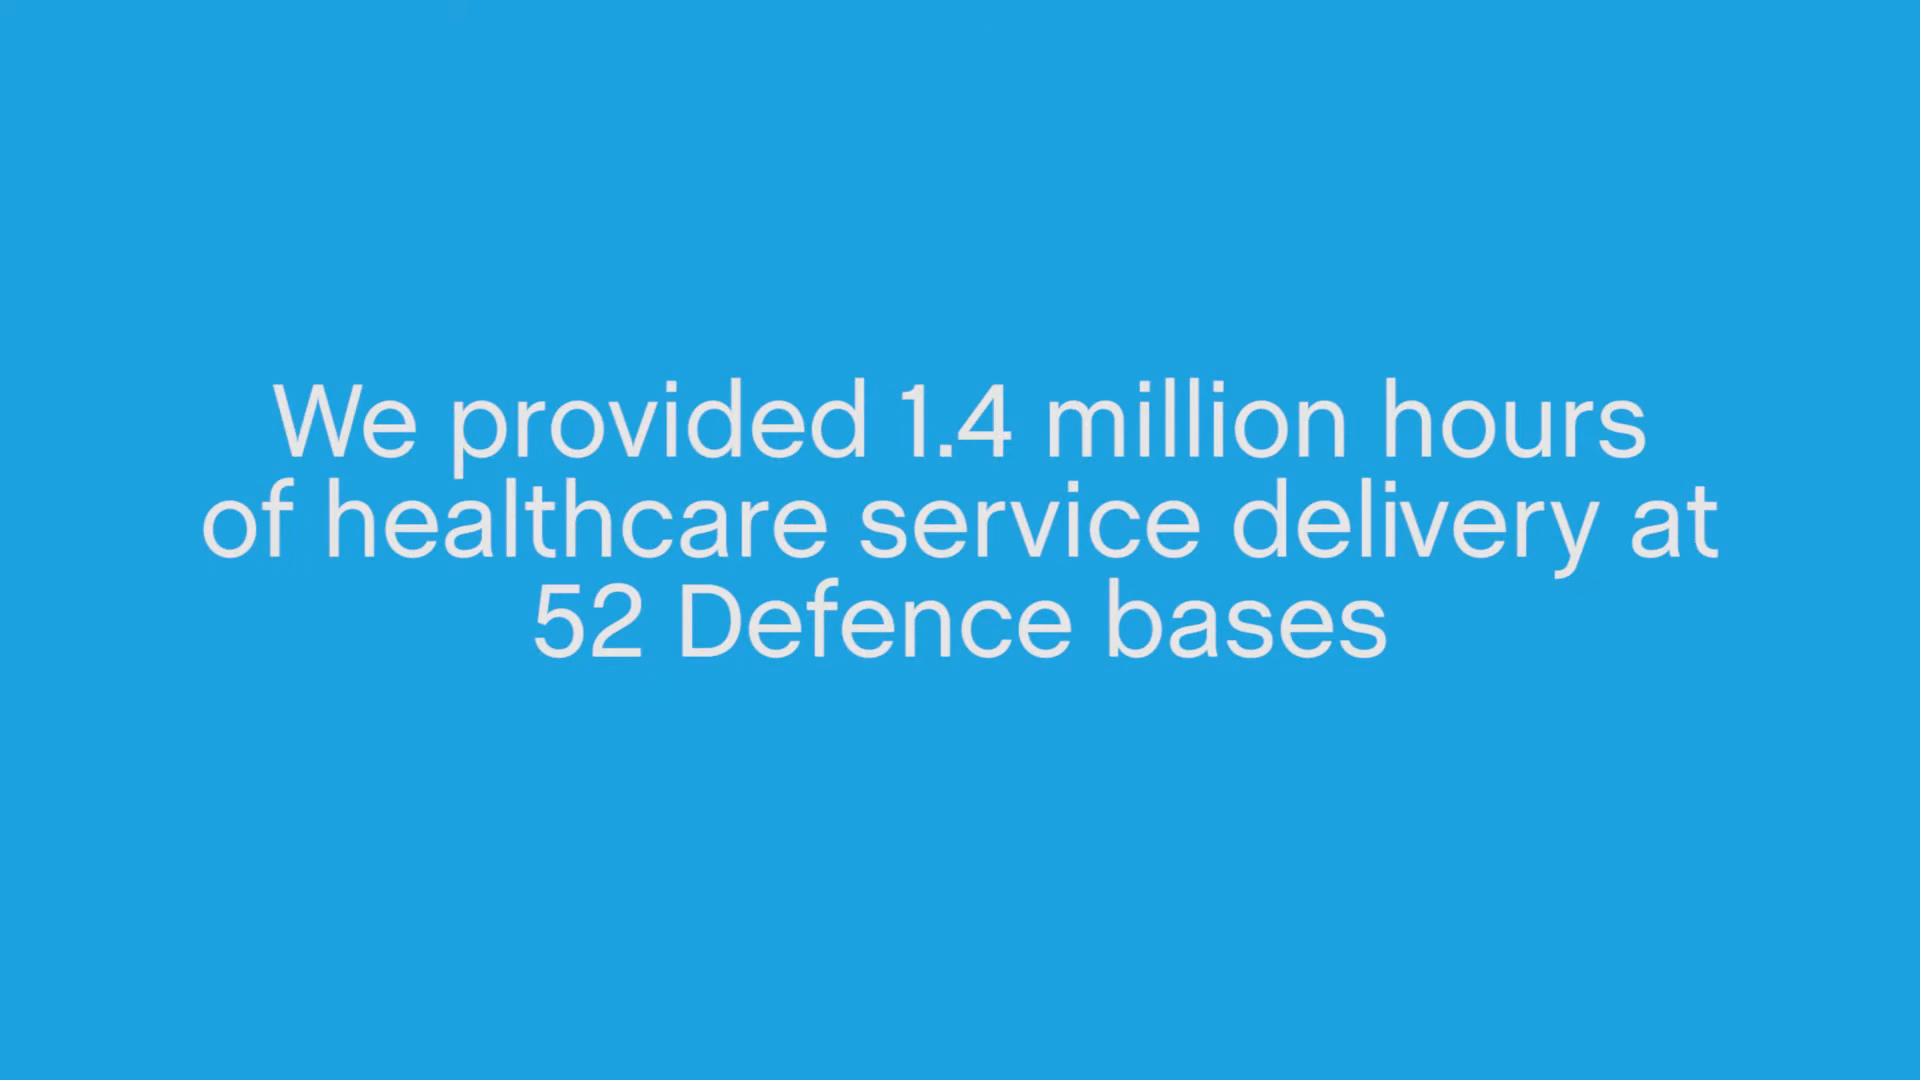 We provided 1.4 million hours
of healthcare service delivery at
52 Defence bases